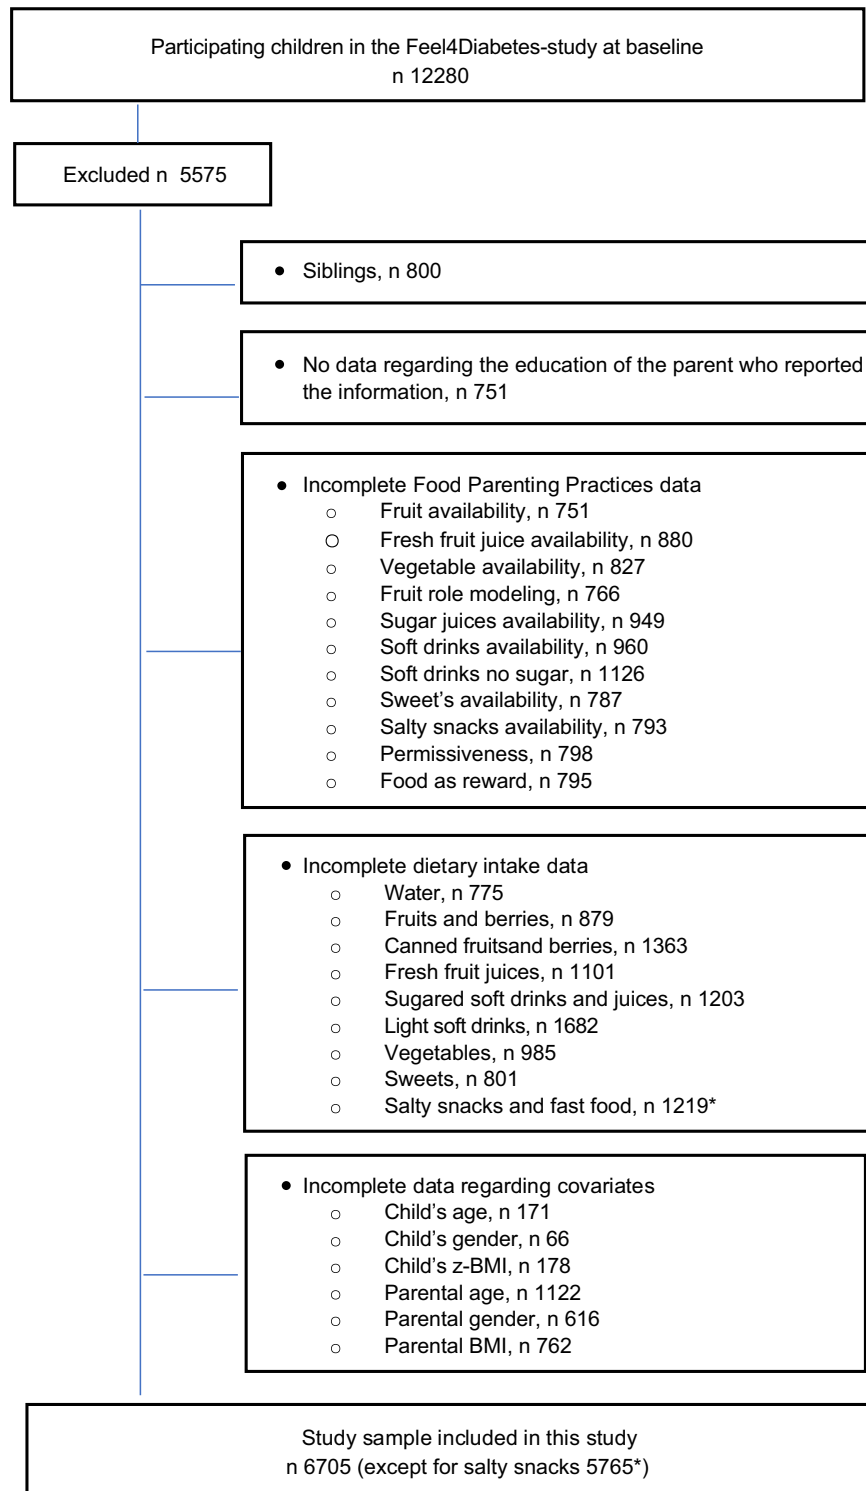 Participating children in the Feel4Diabetes-study at baseline
n 12280
Excluded n 5575
● Siblings, n 800
● No data regarding the education of the parent who reported
the information, n 751
● Incomplete Food Parenting Practices data
○ Fruit availability, n 751
○ Fresh fruit juice availability, n 880
○ Vegetable availability, n 827
○ Fruit role modeling, n 766
○ Sugar juices availability, n 949
○ Soft drinks availability, n 960
○ Soft drinks no sugar, n 1126
○ Sweet's availability, n 787
○ Salty snacks availability, n 793
○ Permissiveness, n 798
○ Food as reward, n 795
● Incomplete dietary intake data
○ Water, n 775
○ Fruits and berries, n 879
○ Canned fruitsand berries, n 1363
○ Fresh fruit juices, n 1101
○ Sugared soft drinks and juices, n 1203
○ Light soft drinks, n 1682
○ Vegetables, n 985
○ Sweets, n 801
○ Salty snacks and fast food, n 1219*
● Incomplete data regarding covariates
○ Child's age, n 171
○ Child's gender, n 66
○ Child's z-BMI, n 178
○ Parental age, n 1122
○ Parental gender, n 616
○ Parental BMI, n 762
Study sample included in this study
n 6705 (except for salty snacks 5765*)